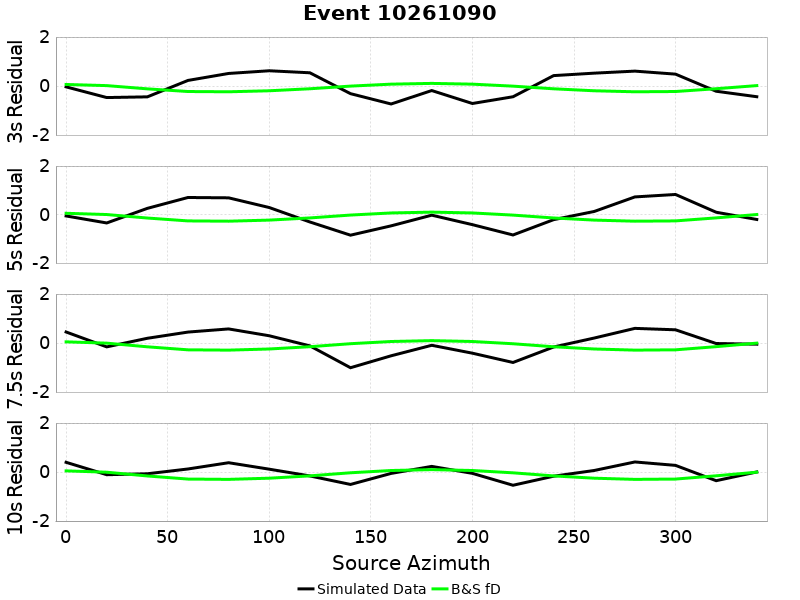 Event 10261090
3s Residual
2
0
-2
5s Residual
2
0
-2
7.5s Residual
2
0
-2
10s Residual
2
0
-2
0 50 100 150 200 250 300
Source Azimuth
Simulated Data B&S fD